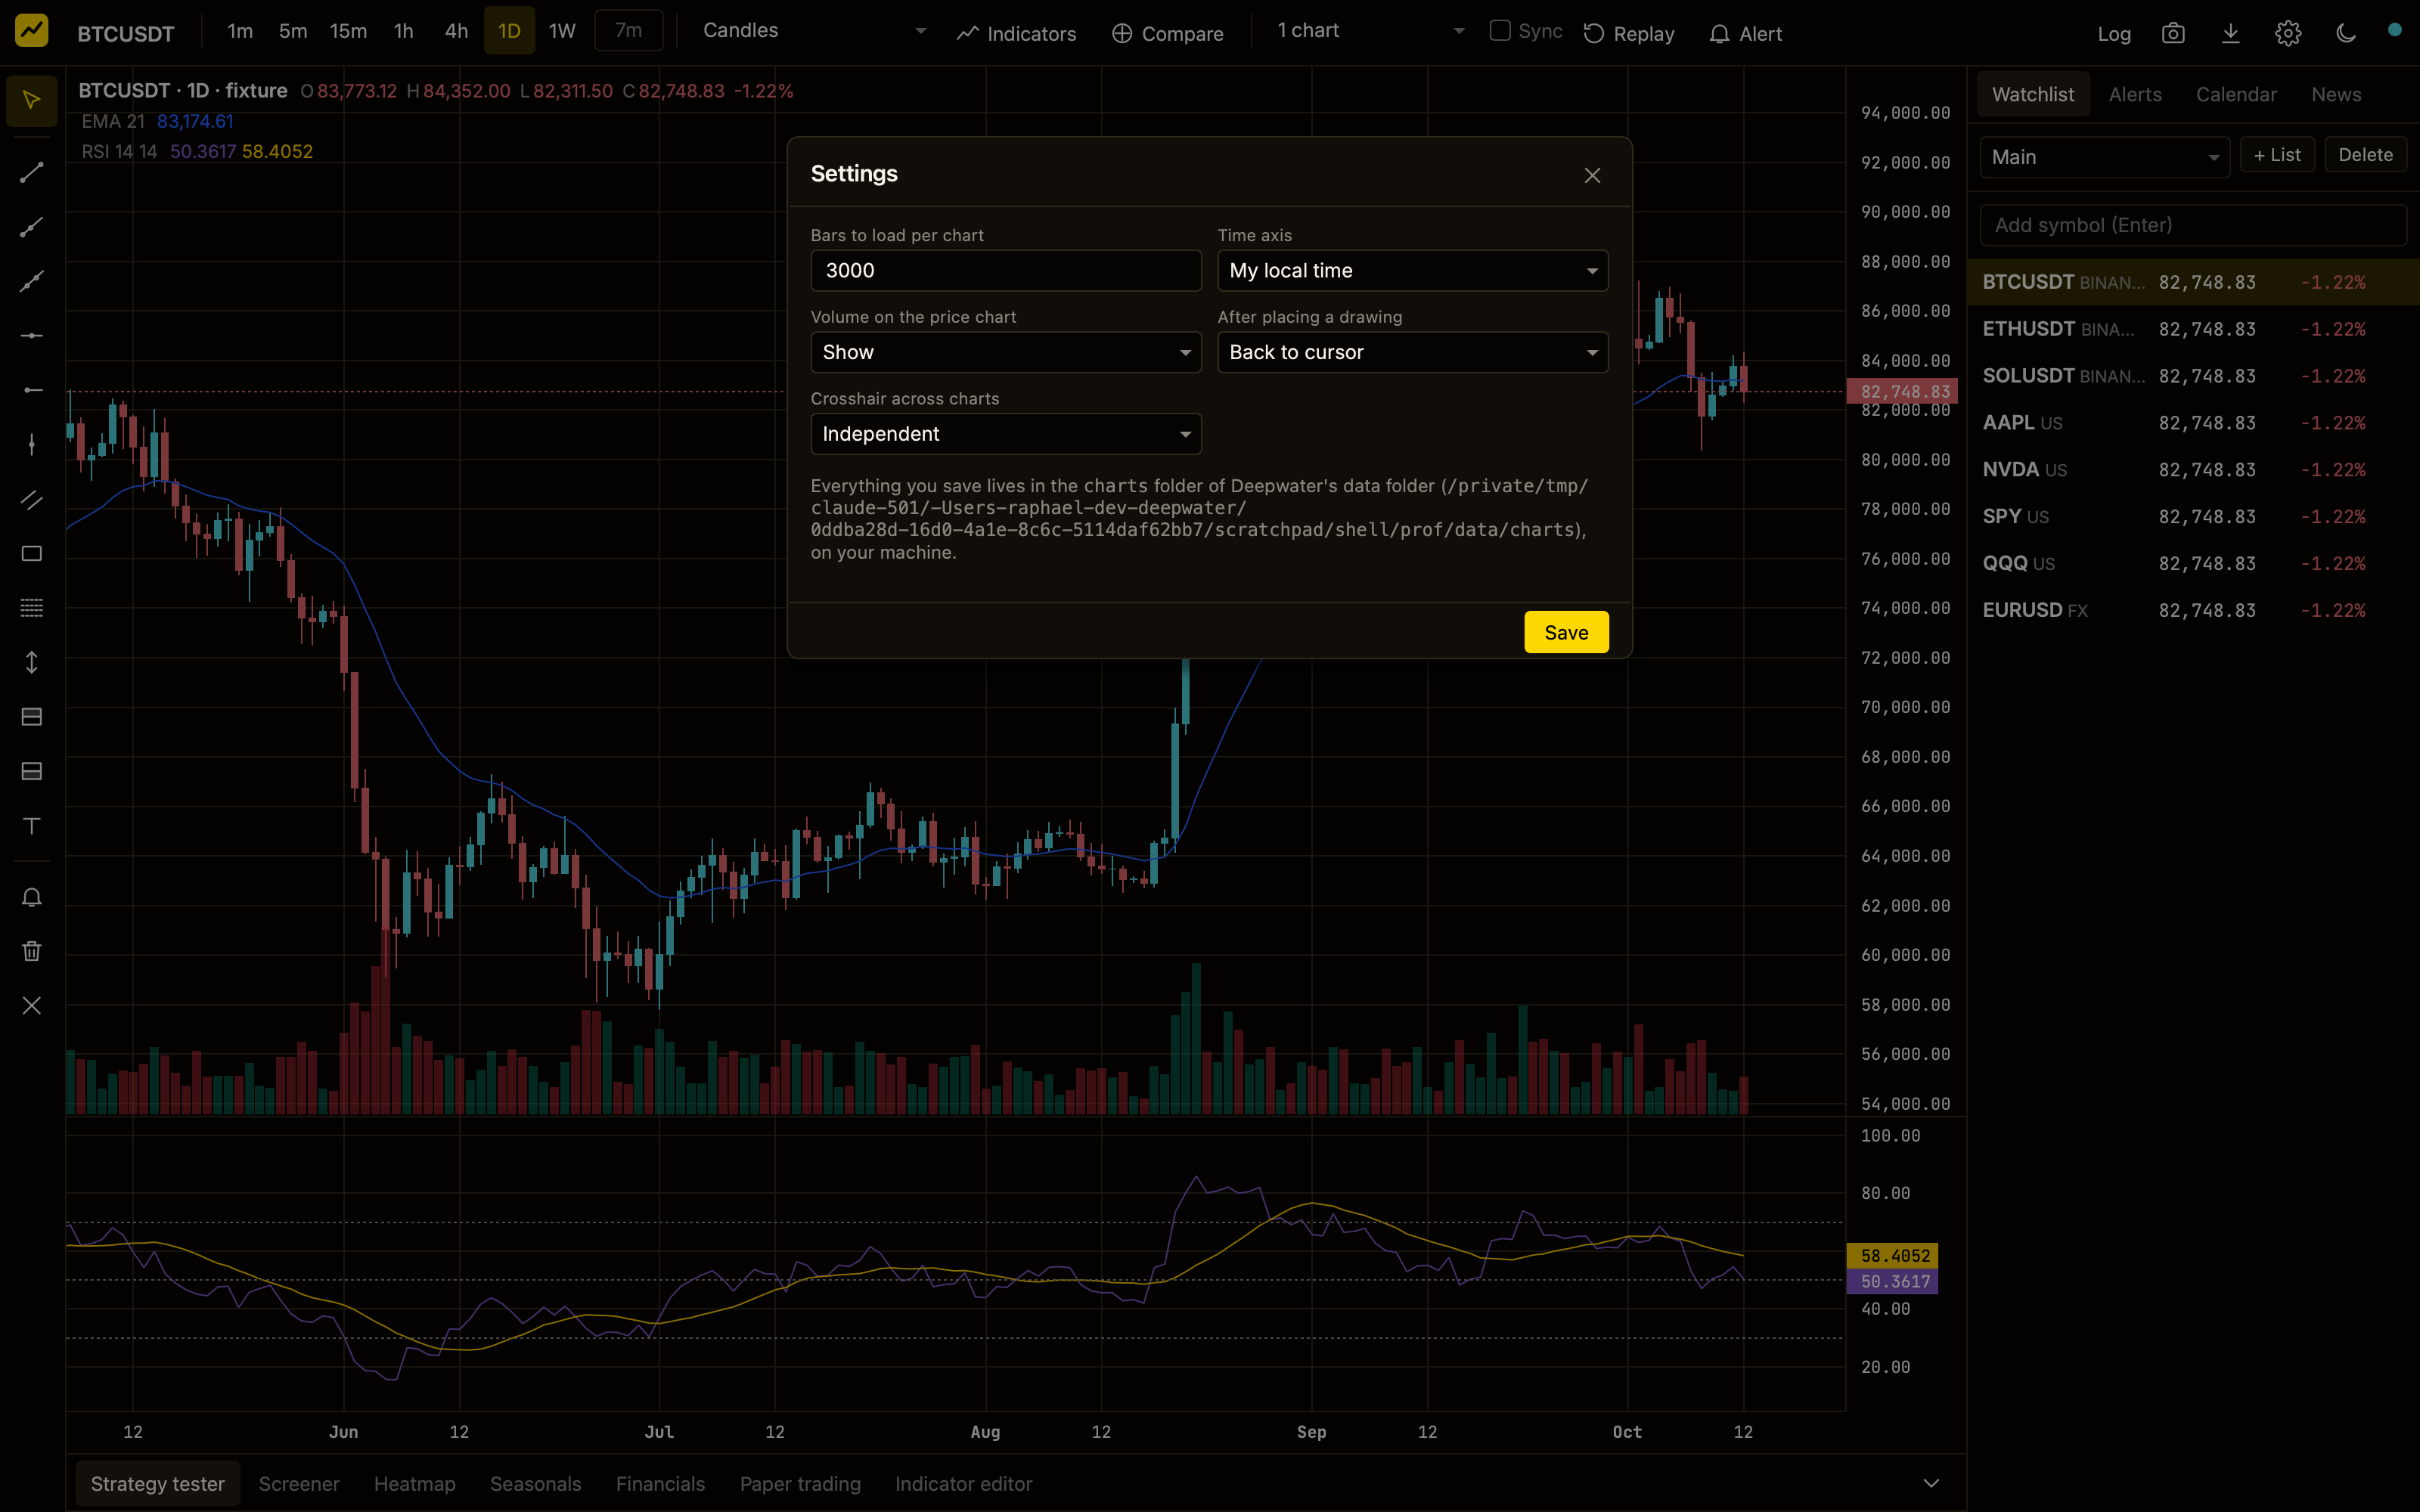 BTCUSDT 1m 5m 15m 1h 4h 1D 1W 7m Candles Indicators Compare 1 chart Sync Replay Alert Log
BTCUSDT · 1D · fixture O 83,773.12 H 84,352.00 L 82,311.50 C 82,748.83 -1.22%
EMA 21 83,174.61
RSI 14 14 50.3617 58.4052
Settings
Bars to load per chart
3000
Time axis
My local time
Volume on the price chart
Show
After placing a drawing
Back to cursor
Crosshair across charts
Independent
Everything you save lives in the charts folder of Deepwater's data folder (/private/tmp/
claude-501/-Users-raphael-dev-deepwater/
0ddba28d-16d0-4a1e-8c6c-5114daf62bb7/scratchpad/shell/prof/data/charts),
on your machine.
Save
94,000.00
92,000.00
90,000.00
88,000.00
86,000.00
84,000.00
82,748.83
82,000.00
80,000.00
78,000.00
76,000.00
74,000.00
72,000.00
70,000.00
68,000.00
66,000.00
64,000.00
62,000.00
60,000.00
58,000.00
56,000.00
54,000.00
100.00
80.00
58.4052
50.3617
40.00
20.00
12 Jun 12 Jul 12 Aug 12 Sep 12 Oct 12
Watchlist Alerts Calendar News
Main + List Delete
Add symbol (Enter)
BTCUSDT BINAN... 82,748.83 -1.22%
ETHUSDT BINA... 82,748.83 -1.22%
SOLUSDT BINAN... 82,748.83 -1.22%
AAPL US 82,748.83 -1.22%
NVDA US 82,748.83 -1.22%
SPY US 82,748.83 -1.22%
QQQ US 82,748.83 -1.22%
EURUSD FX 82,748.83 -1.22%
Strategy tester Screener Heatmap Seasonals Financials Paper trading Indicator editor